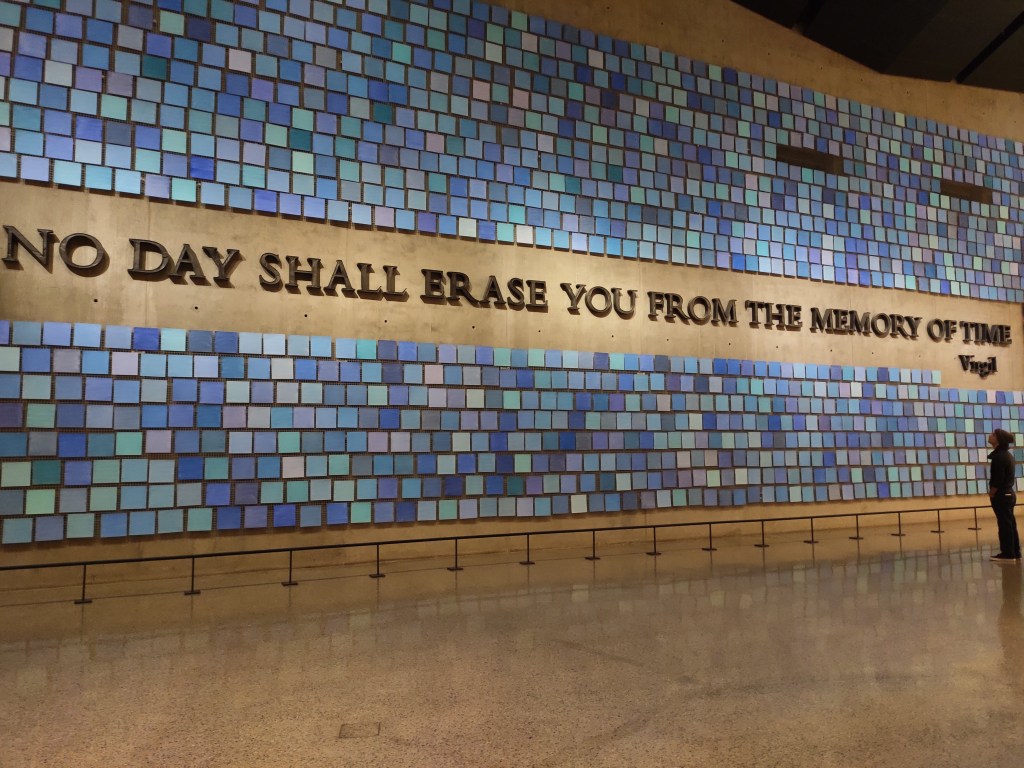 NO DAY SHALL ERASE YOU FROM THE MEMORY OF TIME
Virgil